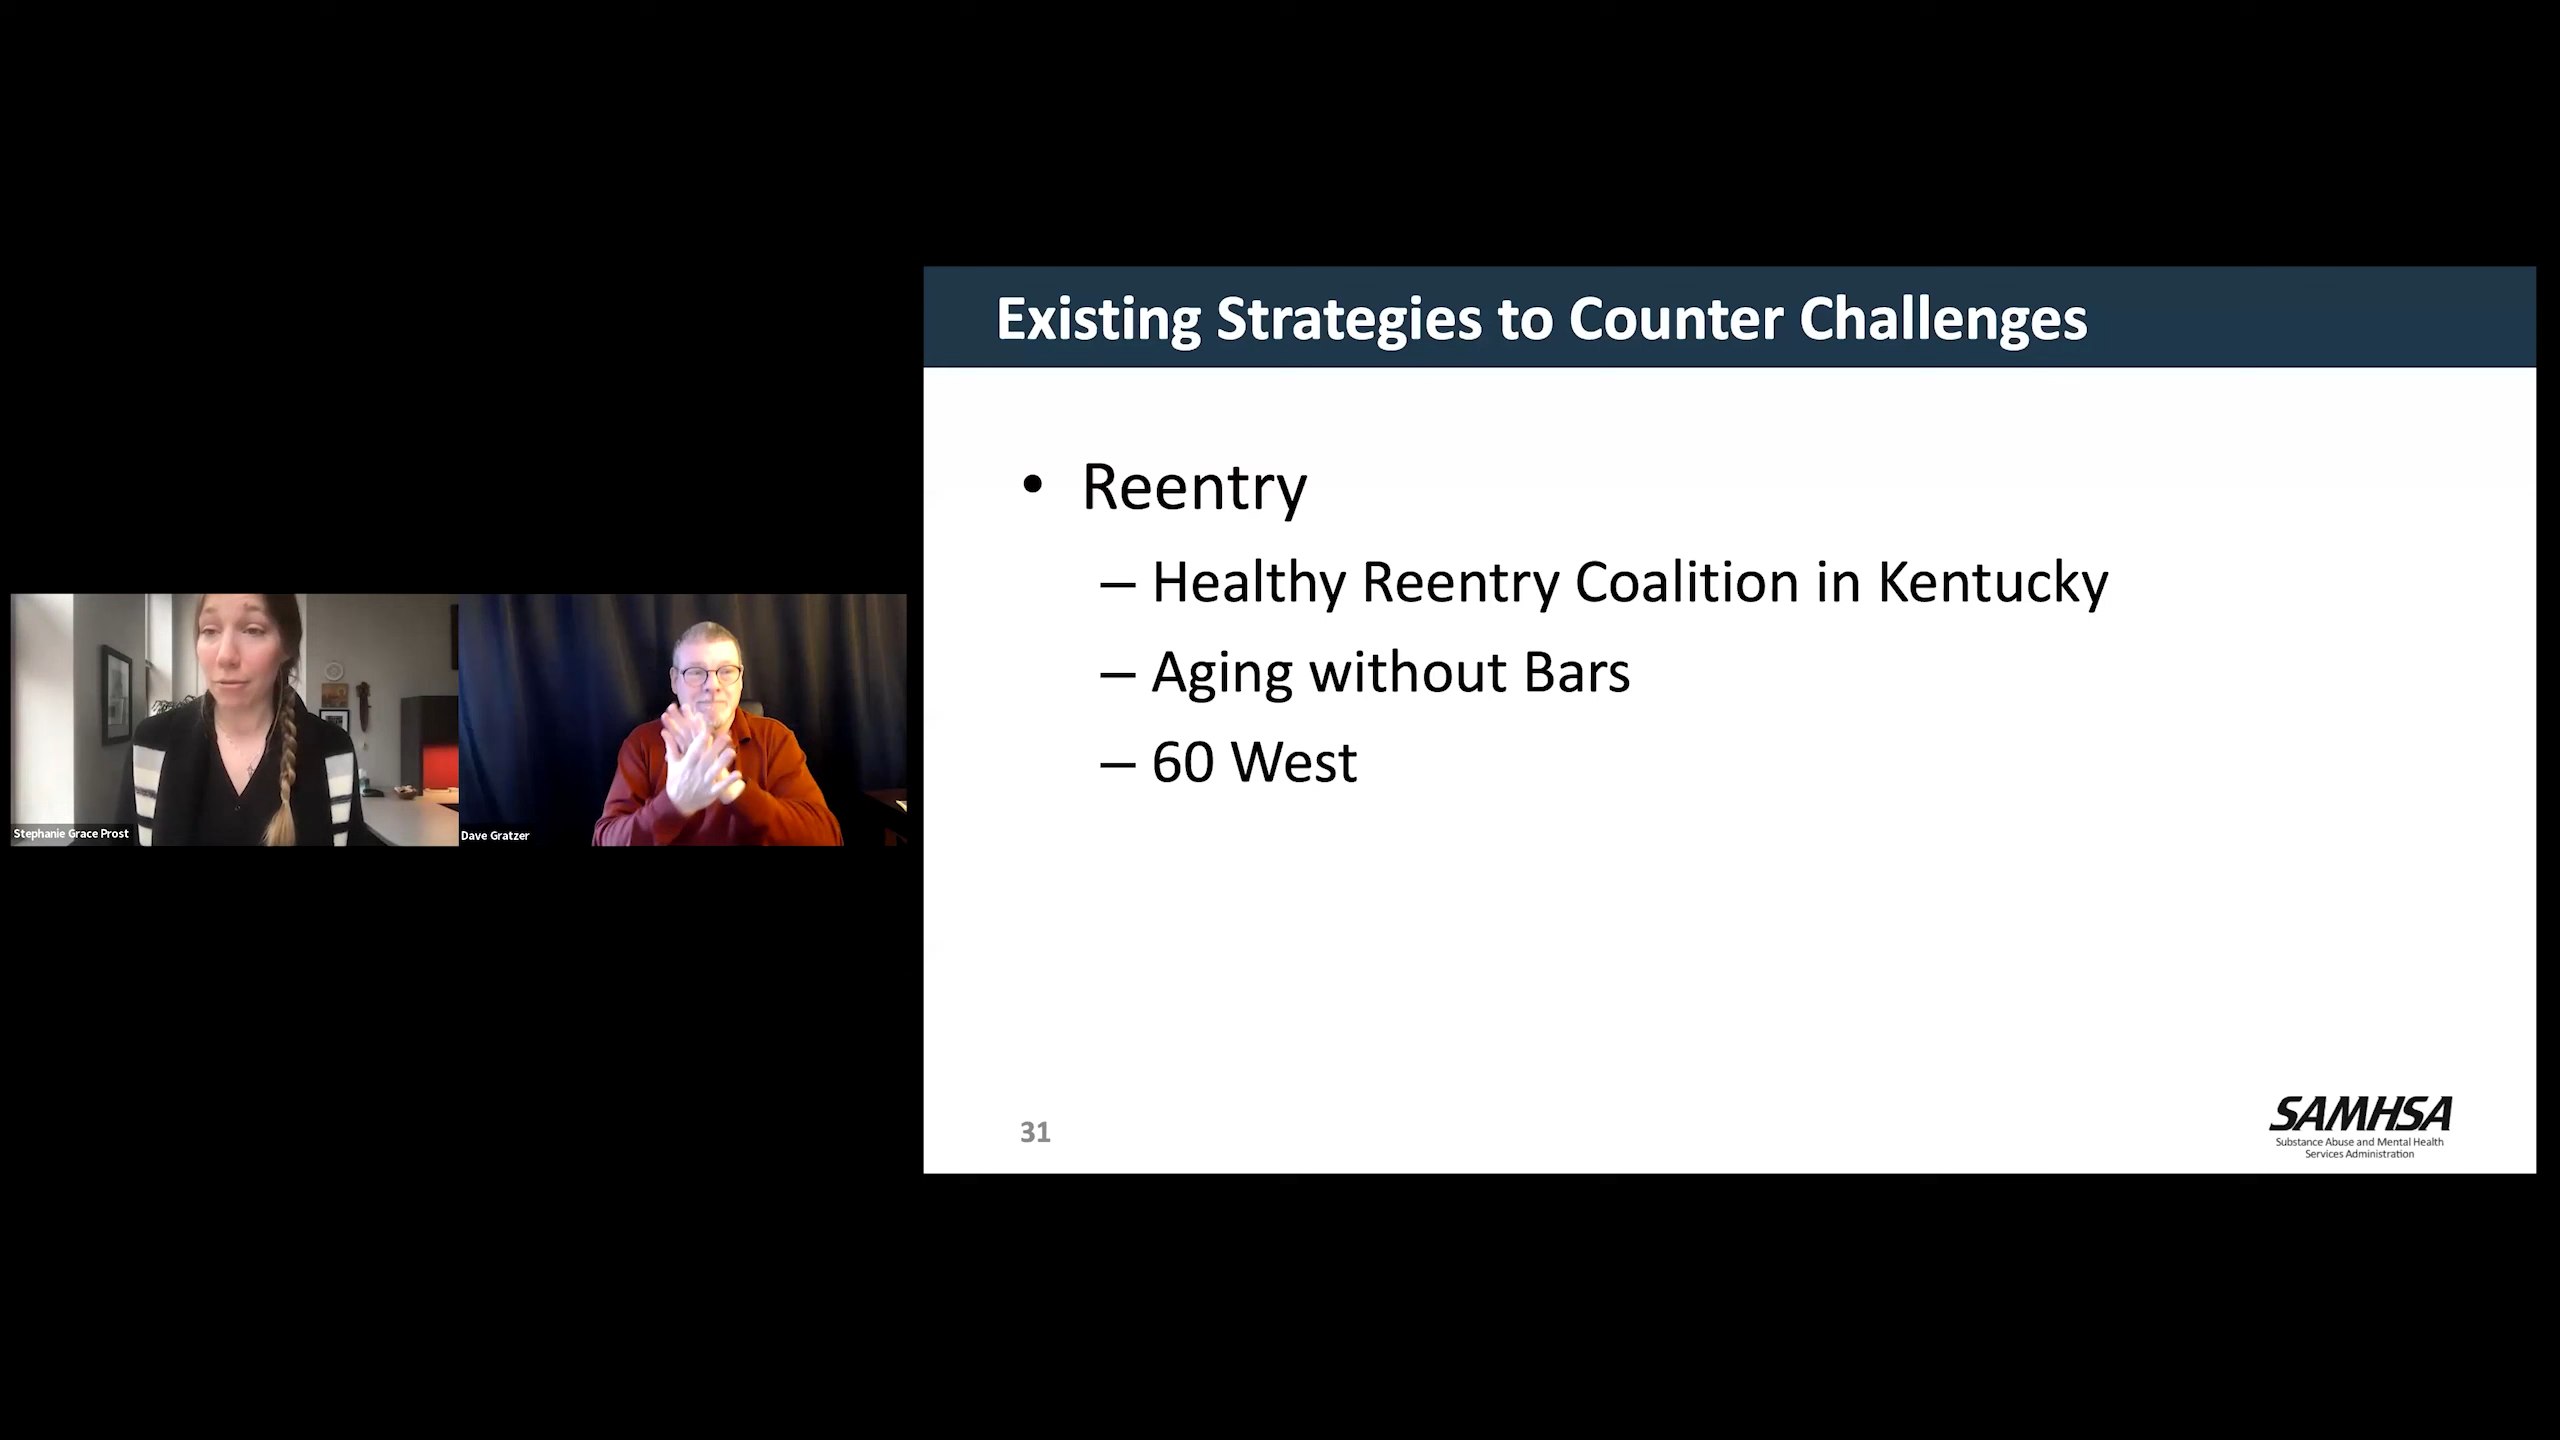 Existing Strategies to Counter Challenges
• Reentry
– Healthy Reentry Coalition in Kentucky
– Aging without Bars
– 60 West
Stephanie Grace Prost
Dave Gratzer
31
SAMHSA
Substance Abuse and Mental Health
Services Administration